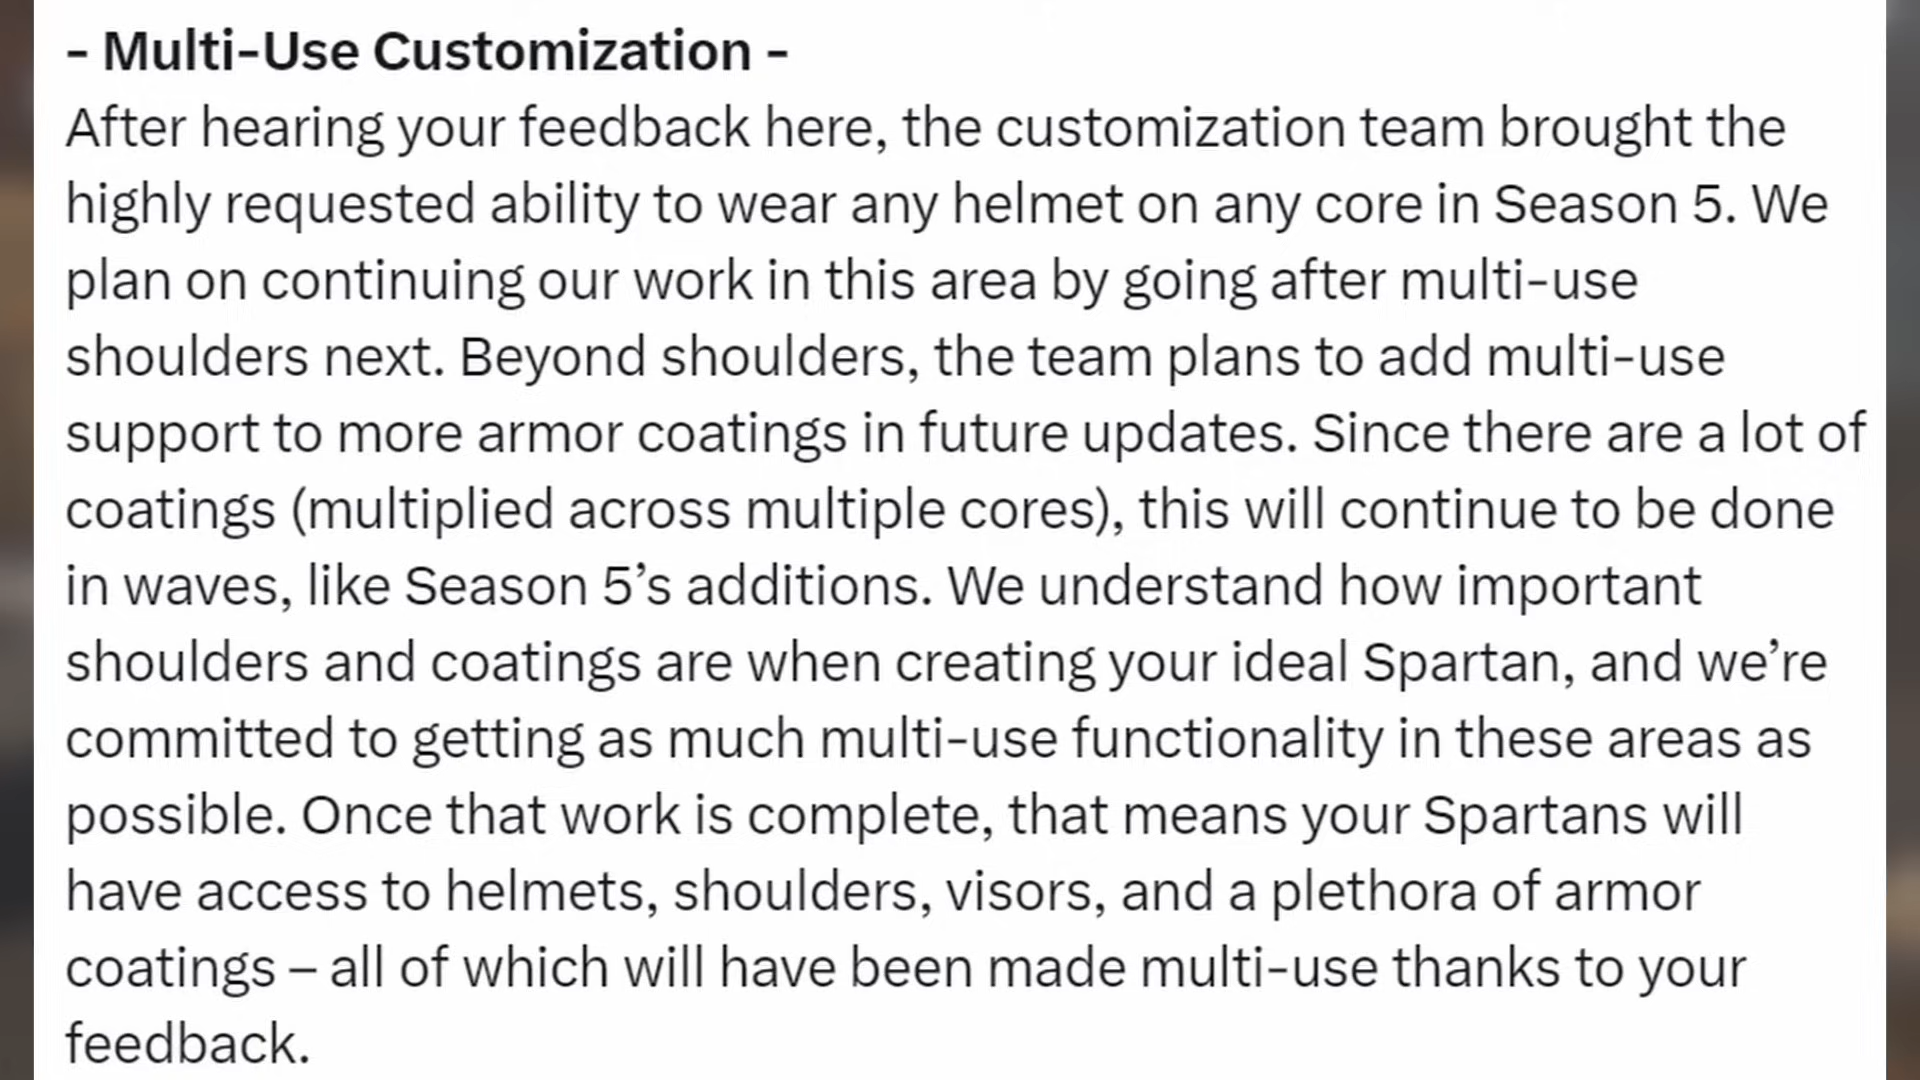 - Multi-Use Customization -
After hearing your feedback here, the customization team brought the
highly requested ability to wear any helmet on any core in Season 5. We
plan on continuing our work in this area by going after multi-use
shoulders next. Beyond shoulders, the team plans to add multi-use
support to more armor coatings in future updates. Since there are a lot of
coatings (multiplied across multiple cores), this will continue to be done
in waves, like Season 5’s additions. We understand how important
shoulders and coatings are when creating your ideal Spartan, and we’re
committed to getting as much multi-use functionality in these areas as
possible. Once that work is complete, that means your Spartans will
have access to helmets, shoulders, visors, and a plethora of armor
coatings – all of which will have been made multi-use thanks to your
feedback.